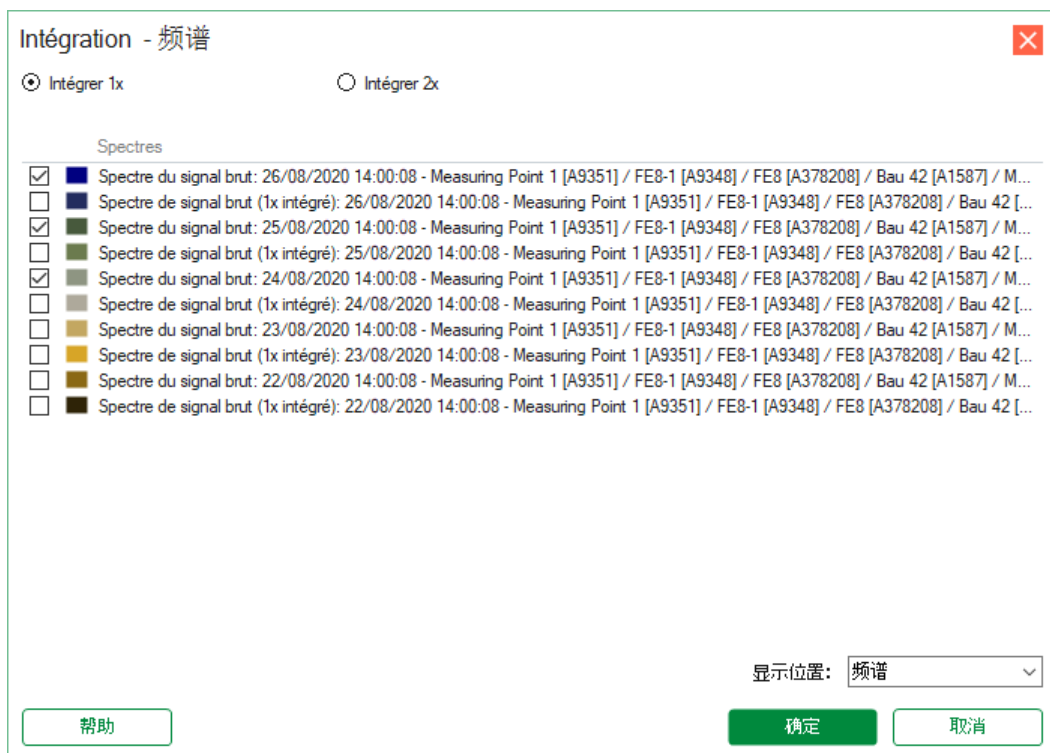 Intégration - 频谱
Intégrer 1x Intégrer 2x
Spectres
Spectre du signal brut: 26/08/2020 14:00:08 - Measuring Point 1 [A9351] / FE8-1 [A9348] / FE8 [A378208] / Bau 42 [A1587] / M...
Spectre de signal brut (1x intégré): 26/08/2020 14:00:08 - Measuring Point 1 [A9351] / FE8-1 [A9348] / FE8 [A378208] / Bau 42 [...
Spectre du signal brut: 25/08/2020 14:00:08 - Measuring Point 1 [A9351] / FE8-1 [A9348] / FE8 [A378208] / Bau 42 [A1587] / M...
Spectre de signal brut (1x intégré): 25/08/2020 14:00:08 - Measuring Point 1 [A9351] / FE8-1 [A9348] / FE8 [A378208] / Bau 42 [...
Spectre du signal brut: 24/08/2020 14:00:08 - Measuring Point 1 [A9351] / FE8-1 [A9348] / FE8 [A378208] / Bau 42 [A1587] / M...
Spectre de signal brut (1x intégré): 24/08/2020 14:00:08 - Measuring Point 1 [A9351] / FE8-1 [A9348] / FE8 [A378208] / Bau 42 [...
Spectre du signal brut: 23/08/2020 14:00:08 - Measuring Point 1 [A9351] / FE8-1 [A9348] / FE8 [A378208] / Bau 42 [A1587] / M...
Spectre de signal brut (1x intégré): 23/08/2020 14:00:08 - Measuring Point 1 [A9351] / FE8-1 [A9348] / FE8 [A378208] / Bau 42 [...
Spectre du signal brut: 22/08/2020 14:00:08 - Measuring Point 1 [A9351] / FE8-1 [A9348] / FE8 [A378208] / Bau 42 [A1587] / M...
Spectre de signal brut (1x intégré): 22/08/2020 14:00:08 - Measuring Point 1 [A9351] / FE8-1 [A9348] / FE8 [A378208] / Bau 42 [...
显示位置: 频谱
帮助 确定 取消